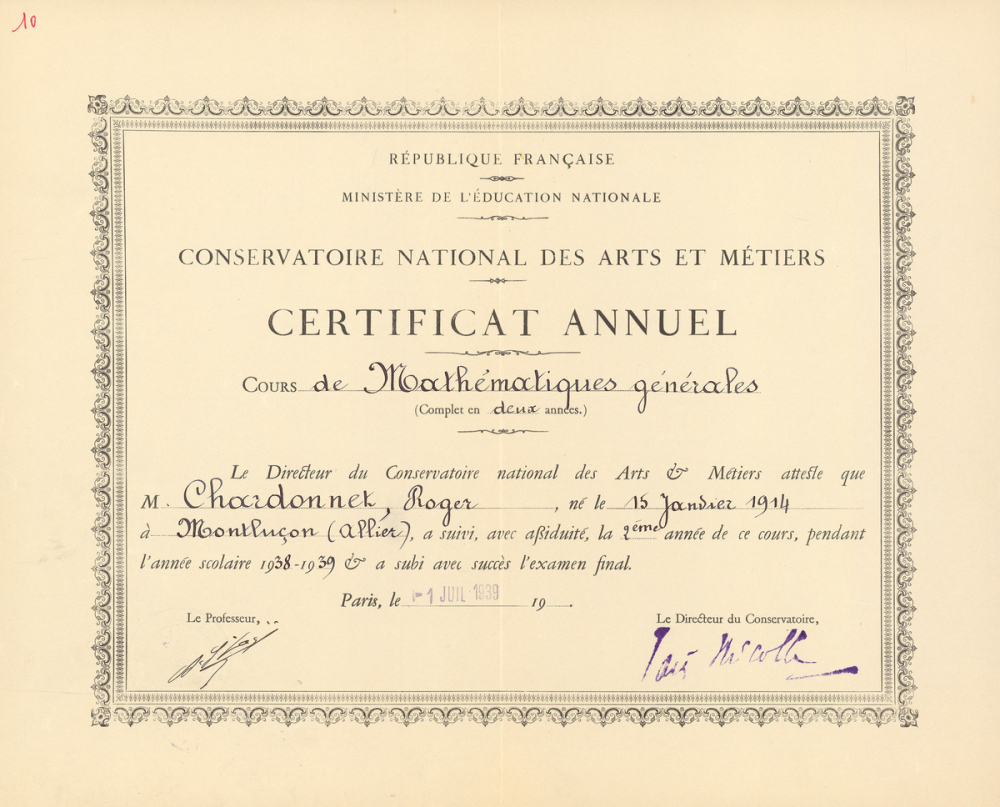 10
RÉPUBLIQUE FRANÇAISE
MINISTÈRE DE L'ÉDUCATION NATIONALE
CONSERVATOIRE NATIONAL DES ARTS ET MÉTIERS
CERTIFICAT ANNUEL
COURS de Mathématiques générales
(Complet en deux années.)
Le Directeur du Conservatoire national des Arts & Métiers atteste que
M. Chardonnet, Roger, né le 15 Janvier 1914
à Montluçon (Allier), a suivi, avec assiduité, la 2ème année de ce cours, pendant
l'année scolaire 1938-1939 & a subi avec succès l'examen final.
Paris, le -1 JUIL 1939 19
Le Professeur,
Le Directeur du Conservatoire,